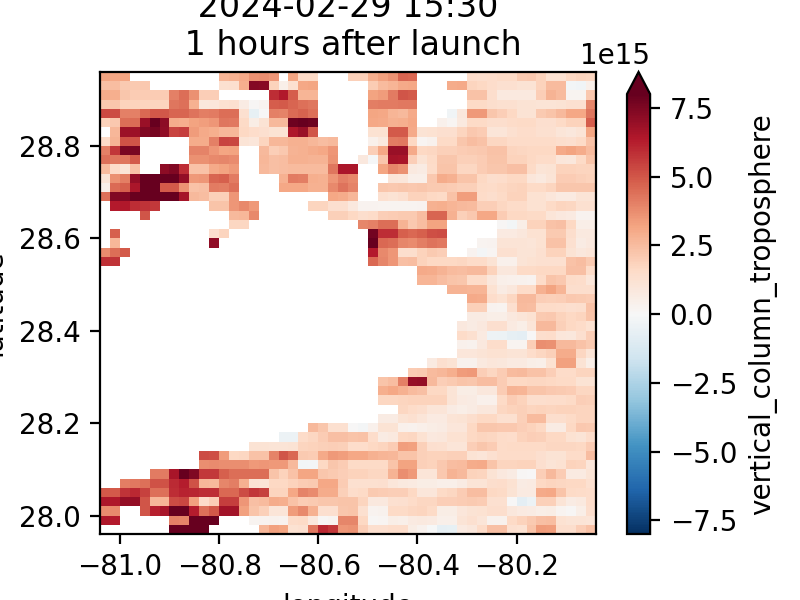 2024-02-29 15:30
1 hours after launch
1e15
28.8
28.6
28.4
28.2
28.0
−81.0 −80.8 −80.6 −80.4 −80.2
longitude
7.5
5.0
2.5
0.0
−2.5
−5.0
−7.5
vertical_column_troposphere